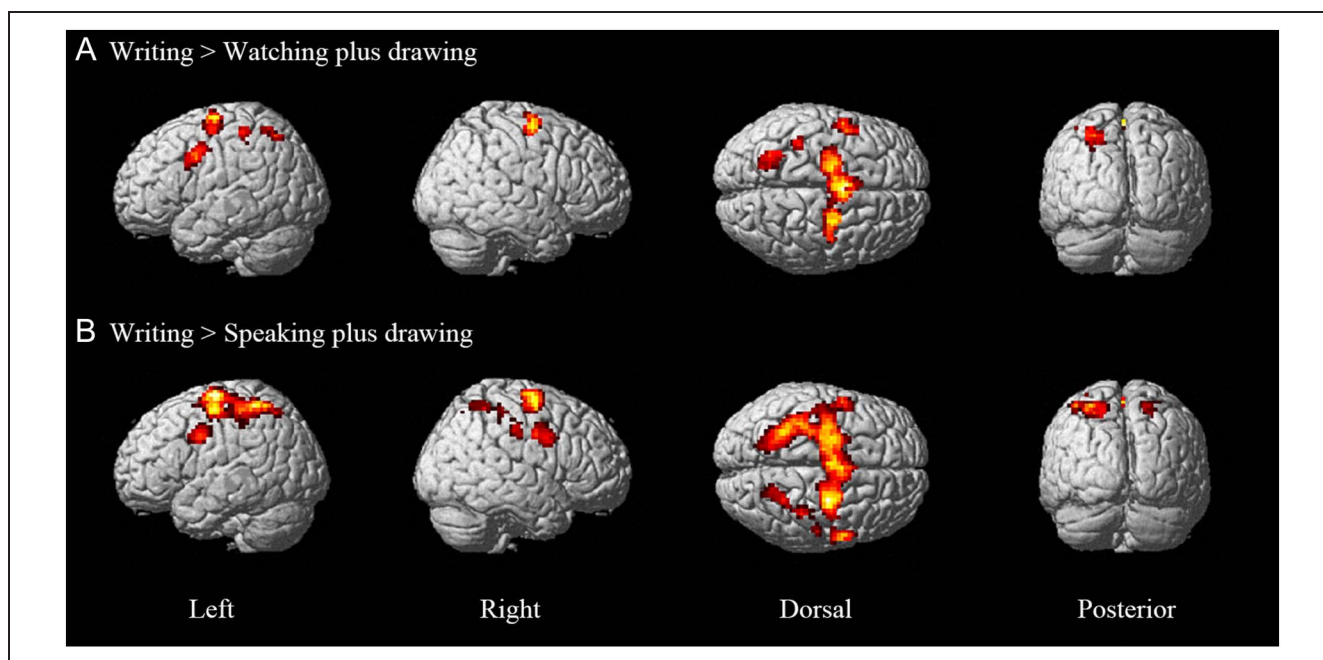 A Writing > Watching plus drawing
B Writing > Speaking plus drawing
Left Right Dorsal Posterior